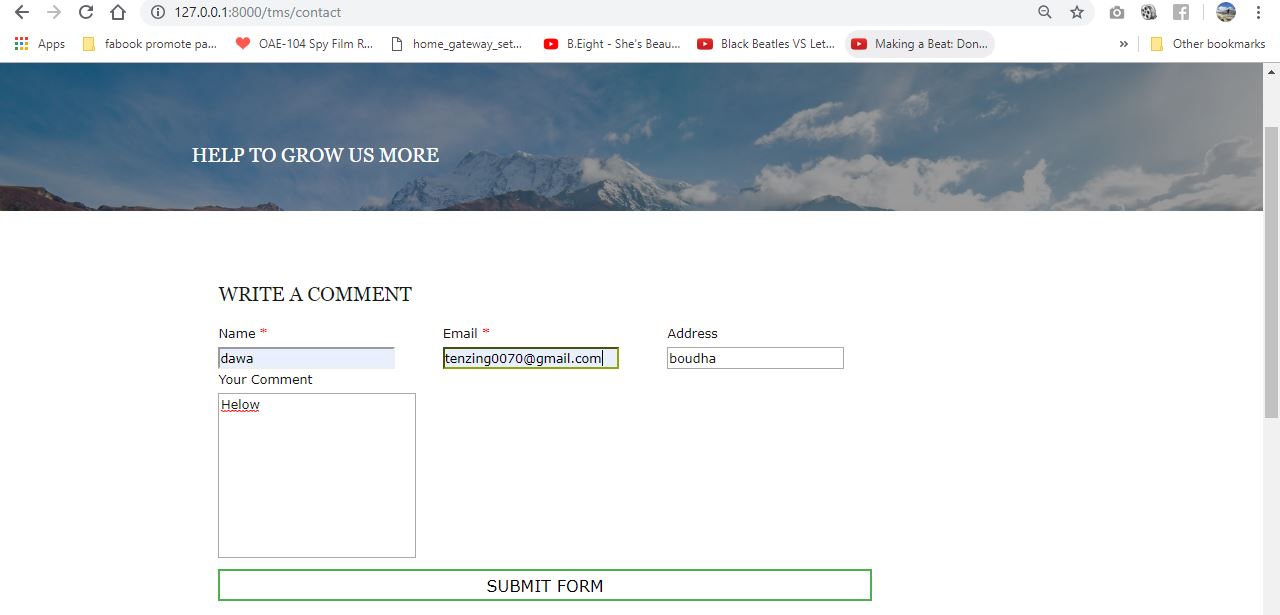 127.0.0.1:8000/tms/contact
Apps fabook promote pa... OAE-104 Spy Film R... home_gateway_set... B.Eight - She's Beau... Black Beatles VS Let... Making a Beat: Don... » Other bookmarks
HELP TO GROW US MORE
WRITE A COMMENT
Name * Email * Address
dawa tenzing0070@gmail.com boudha
Your Comment
Helow
SUBMIT FORM